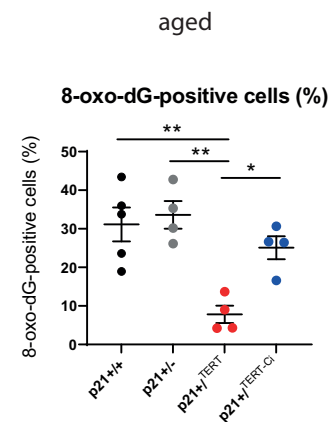 aged
8-oxo-dG-positive cells (%)
** 
**
*
8-oxo-dG-positive cells (%)
50
40
30
20
10
0
p21+/+
p21+/-
p21+/TERT
p21+/TERT-Ci